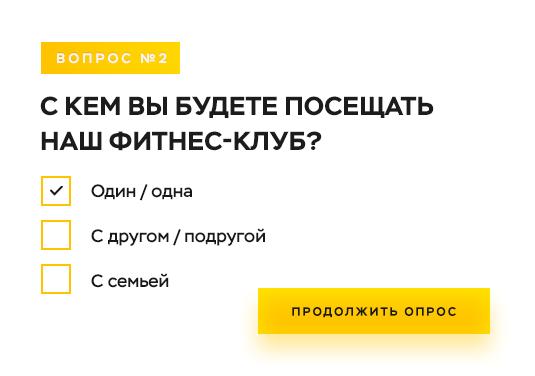 ВОПРОС №2
С КЕМ ВЫ БУДЕТЕ ПОСЕЩАТЬ
НАШ ФИТНЕС-КЛУБ?
Один / одна
С другом / подругой
С семьей
ПРОДОЛЖИТЬ ОПРОС